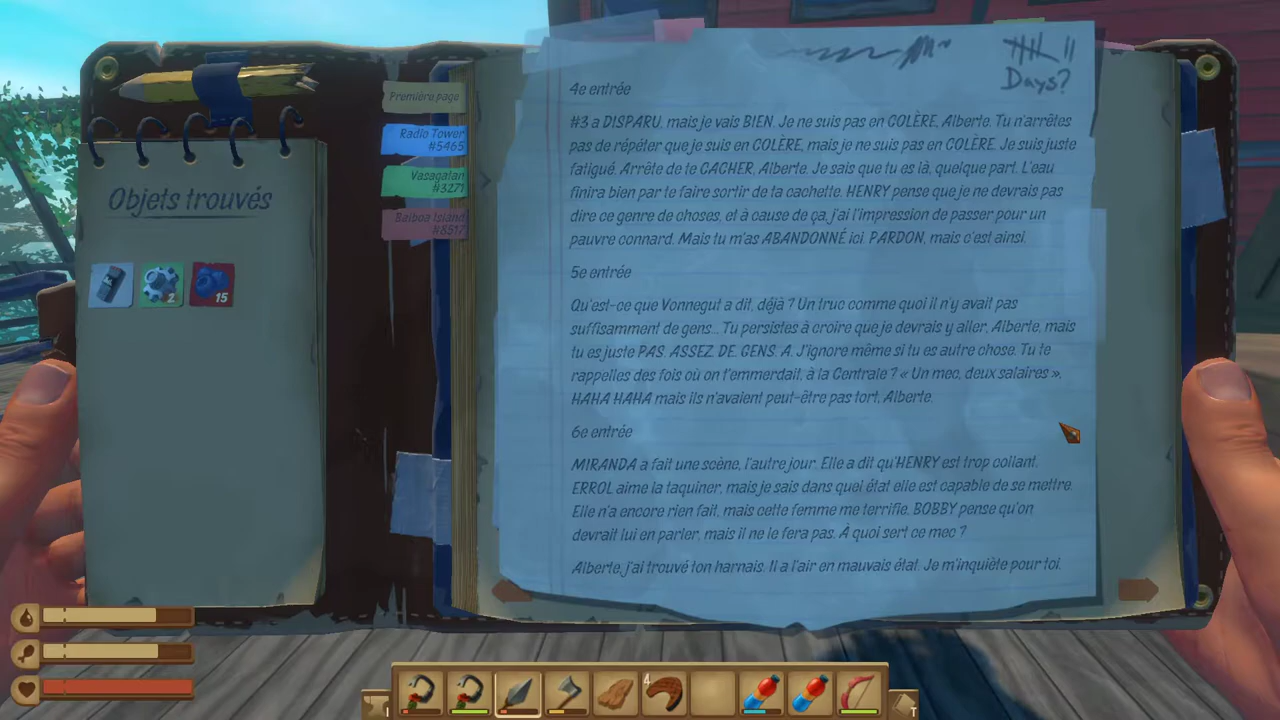 Days?
Première page
Radio Tower
#5465
Vasagatan
#3271
Balboa Island
#8517
Objets trouvés
2
15
4e entrée
#3 a DISPARU, mais je vais BIEN. Je ne suis pas en COLÈRE, Alberte. Tu n'arrêtes
pas de répéter que je suis en COLÈRE, mais je ne suis pas en COLÈRE. Je suis juste
fatigué. Arrête de te CACHER, Alberte. Je sais que tu es là, quelque part. L'eau
finira bien par te faire sortir de ta cachette. HENRY pense que je ne devrais pas
dire ce genre de choses, et à cause de ça, j'ai l'impression de passer pour un
pauvre connard. Mais tu m'as ABANDONNÉ ici. PARDON, mais c'est ainsi.
5e entrée
Qu'est-ce que Vonnegut a dit, déjà ? Un truc comme quoi il n'y avait pas
suffisamment de gens... Tu persistes à croire que je devrais y aller, Alberte, mais
tu es juste PAS. ASSEZ. DE. GENS. A. J'ignore même si tu es autre chose. Tu te
rappelles des fois où on t'emmerdait, à la Centrale ? « Un mec, deux salaires ».
HAHA HAHA mais ils n'avaient peut-être pas tort, Alberte.
6e entrée
MIRANDA a fait une scène, l'autre jour. Elle a dit qu'HENRY est trop collant.
ERROL aime la taquiner, mais je sais dans quel état elle est capable de se mettre.
Elle n'a encore rien fait, mais cette femme me terrifie. BOBBY pense qu'on
devrait lui en parler, mais il ne le fera pas. À quoi sert ce mec ?
Alberte, j'ai trouvé ton harnais. Il a l'air en mauvais état. Je m'inquiète pour toi.
4
T